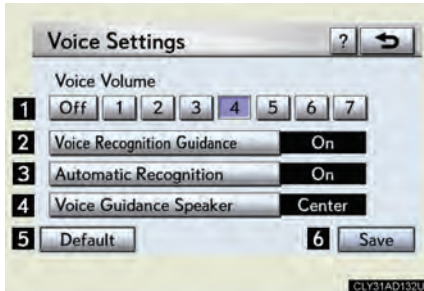 Voice Settings ?
Voice Volume
1 Off 1 2 3 4 5 6 7
2 Voice Recognition Guidance On
3 Automatic Recognition On
4 Voice Guidance Speaker Center
5 Default 6 Save
CLY31AD132U